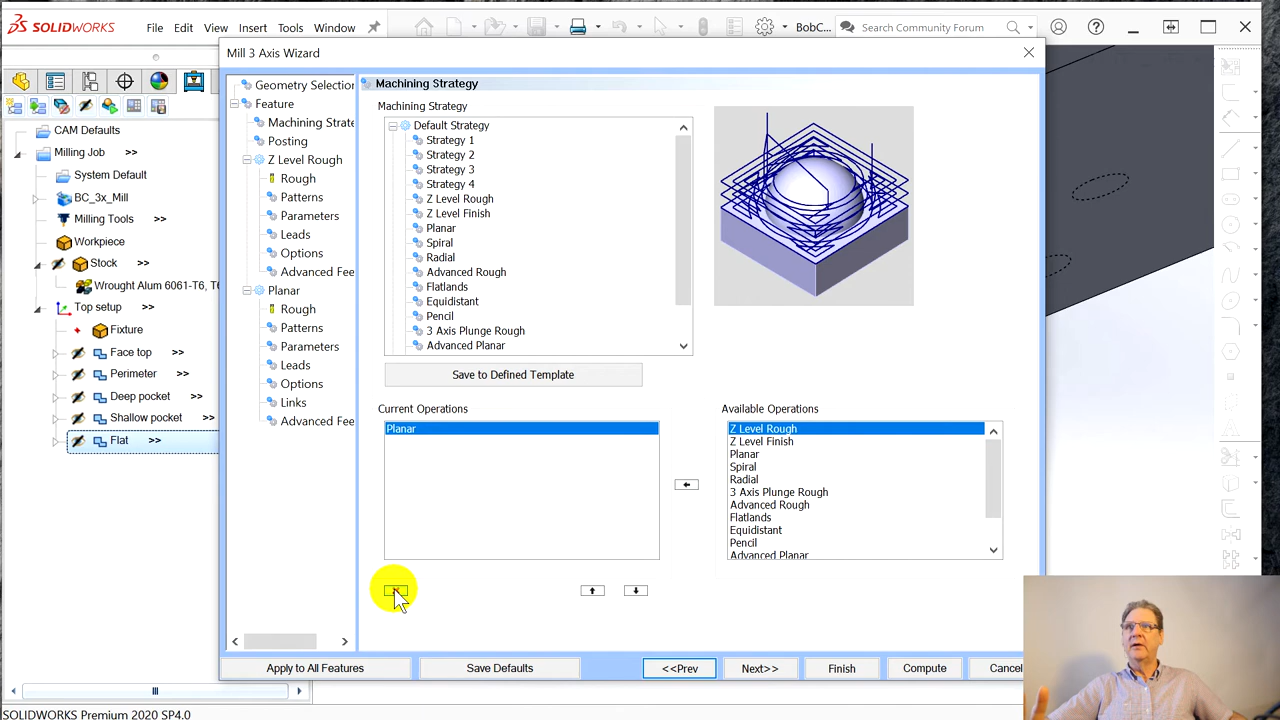 SOLIDWORKS File Edit View Insert Tools Window BobC... Search Community Forum
Mill 3 Axis Wizard
CAM Defaults
Milling Job >>
System Default
BC_3x_Mill
Milling Tools >>
Workpiece
Stock >>
Wrought Alum 6061-T6, T6
Top setup >>
Fixture
Face top >>
Perimeter >>
Deep pocket >>
Shallow pocket >>
Flat >>
Geometry Selectio
Feature
Machining Strate
Posting
Z Level Rough
Rough
Patterns
Parameters
Leads
Options
Advanced Fee
Planar
Rough
Patterns
Parameters
Leads
Options
Links
Advanced Fee
Machining Strategy
Machining Strategy
Default Strategy
Strategy 1
Strategy 2
Strategy 3
Strategy 4
Z Level Rough
Z Level Finish
Planar
Spiral
Radial
Advanced Rough
Flatlands
Equidistant
Pencil
3 Axis Plunge Rough
Advanced Planar
Save to Defined Template
Current Operations
Planar
Available Operations
Z Level Rough
Z Level Finish
Planar
Spiral
Radial
3 Axis Plunge Rough
Advanced Rough
Flatlands
Equidistant
Pencil
Advanced Planar
Apply to All Features Save Defaults <<Prev Next>> Finish Compute Cancel
SOLIDWORKS Premium 2020 SP4.0